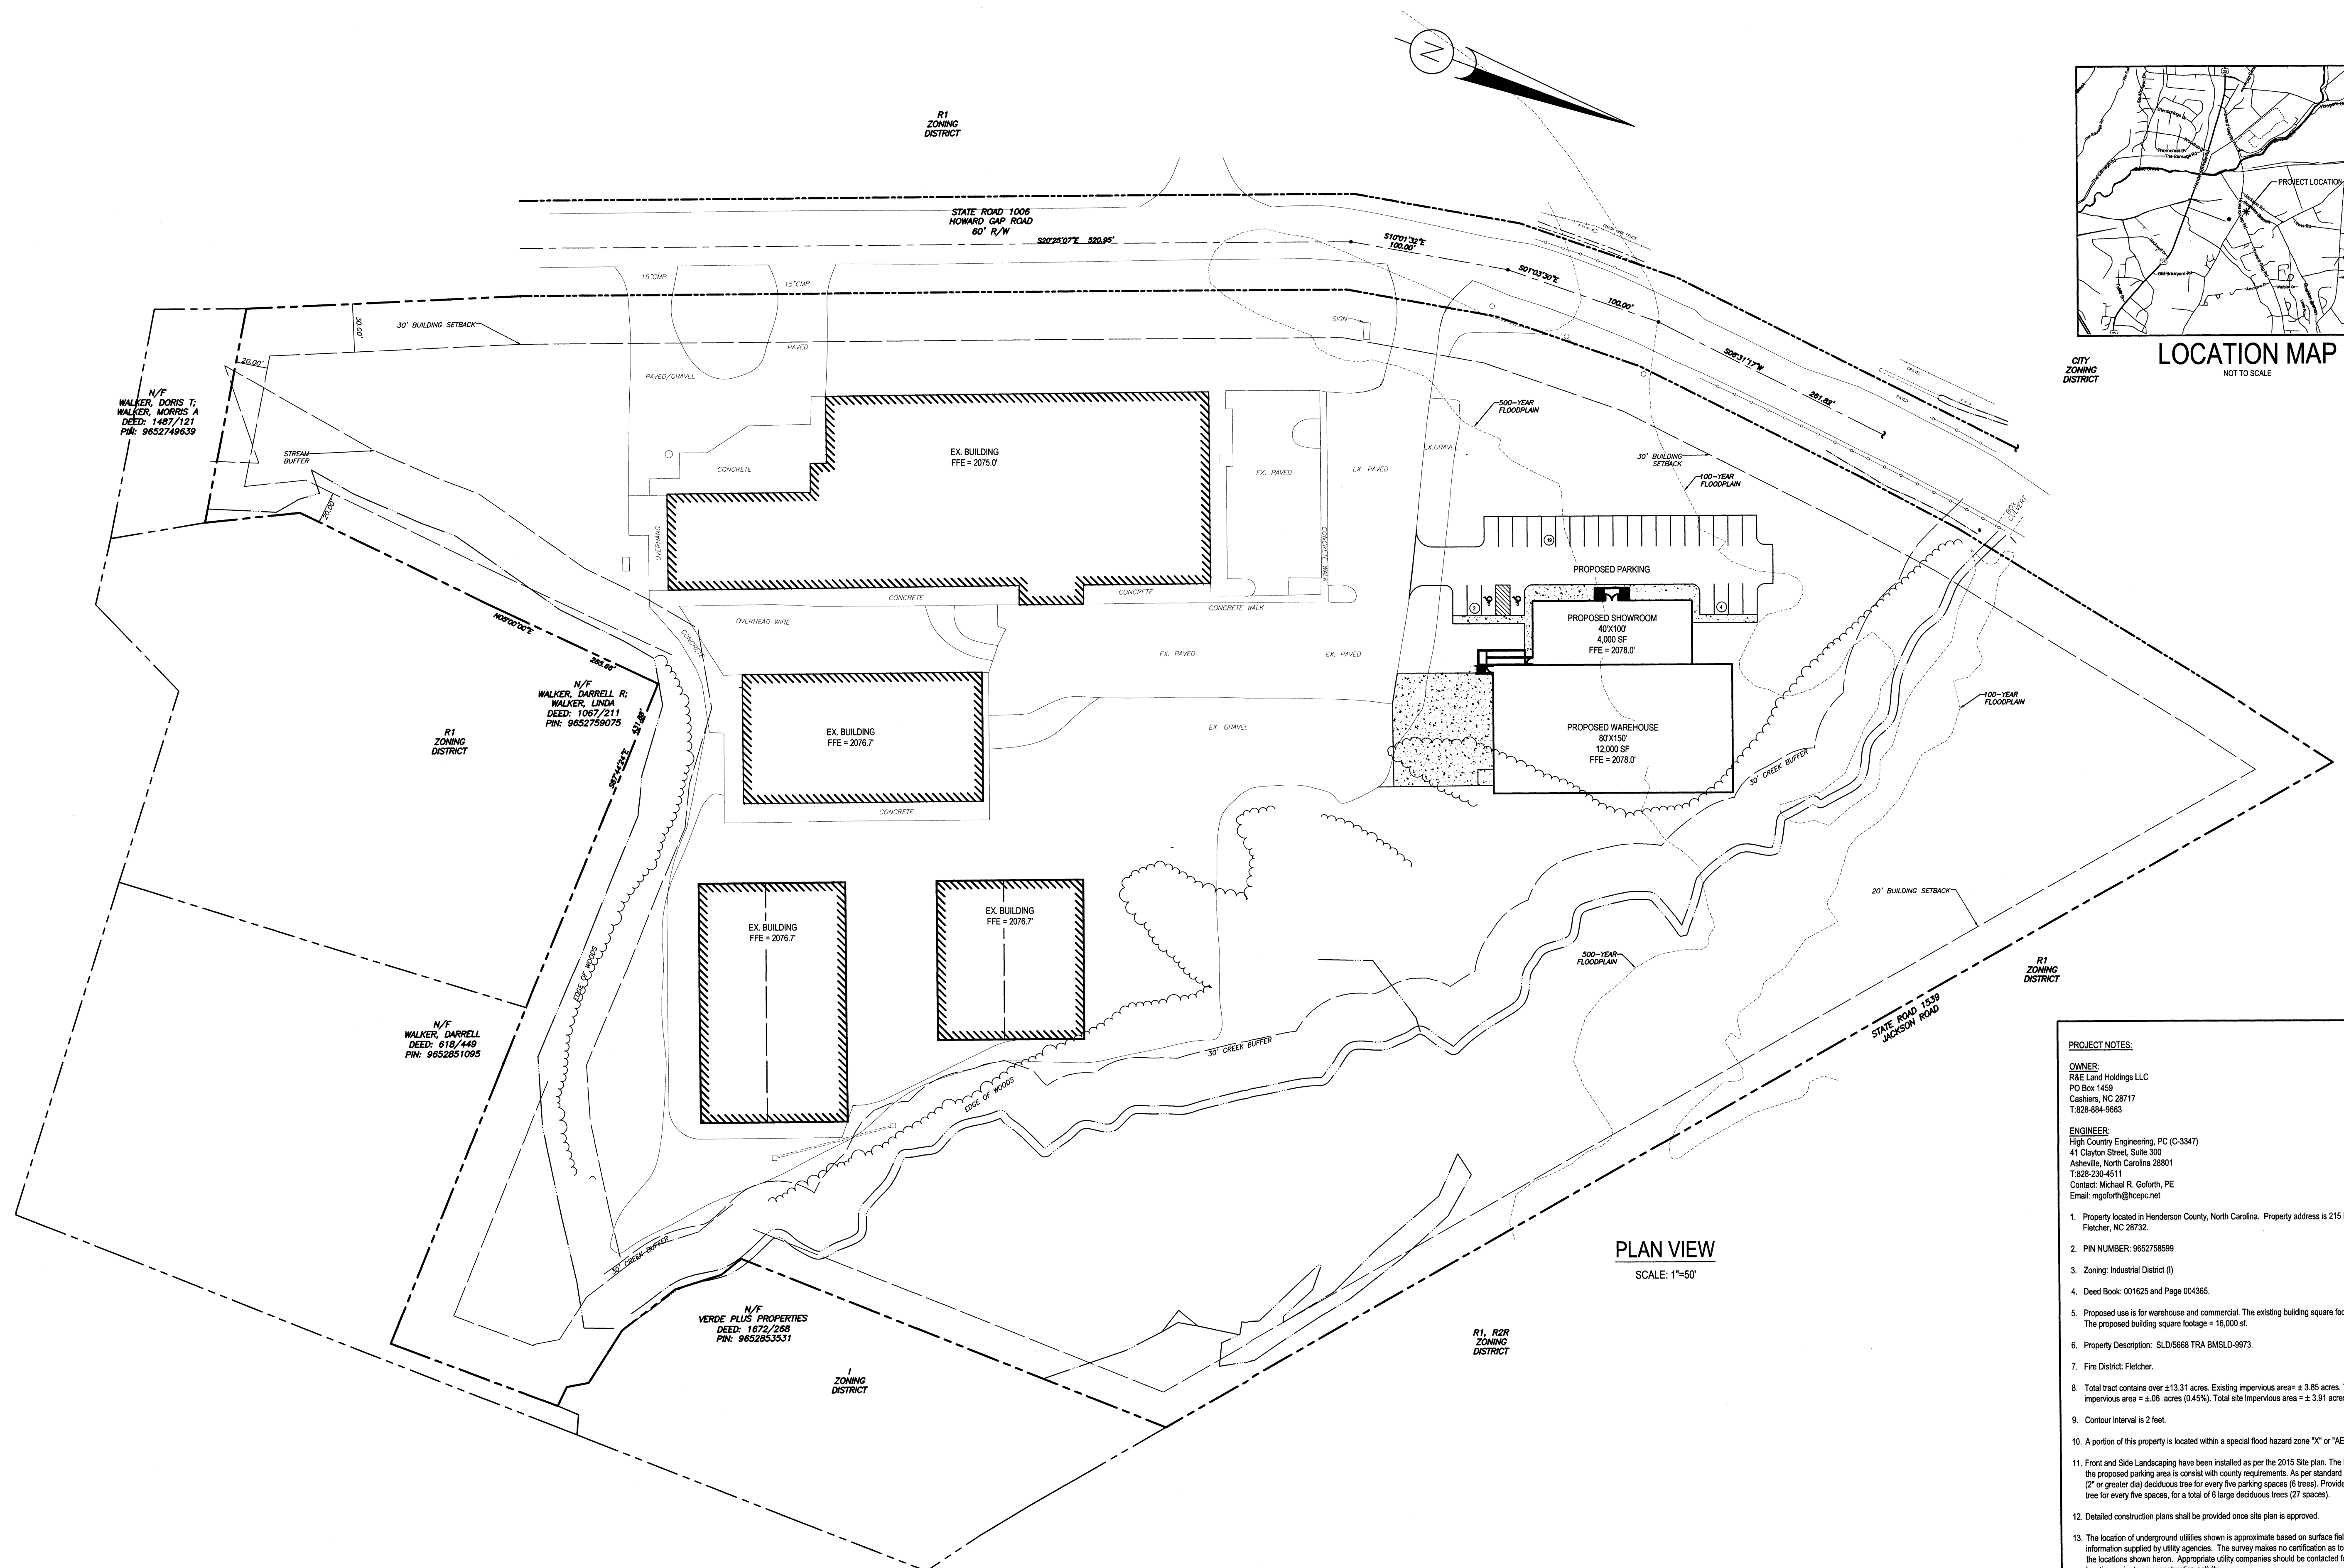 R1
ZONING
DISTRICT
STATE ROAD 1006
HOWARD GAP ROAD
60' R/W
S20°25'07"E 520.95'
S10°01'32"E
100.00'
S01°03'30"E
100.00'
S08°31'17"W
261.82'
CHAIN LINK FENCE
GRAVEL
PAVED
15"CMP
15"CMP
30.00'
30' BUILDING SETBACK
20.00'
PAVED
PAVED/GRAVEL
SIGN
N/F
WALKER, DORIS T;
WALKER, MORRIS A
DEED: 1487/121
PIN: 9652749639
STREAM
BUFFER
20.00'
CONCRETE
OVERHANG
EX. BUILDING
FFE = 2075.0'
EX. PAVED
EX. PAVED
EX.GRAVEL
CONCRETE WALK
500-YEAR
FLOODPLAIN
30' BUILDING
SETBACK
100-YEAR
FLOODPLAIN
BOX
CULVERT
CONCRETE
CONCRETE
CONCRETE WALK
OVERHEAD WIRE
CONCRETE
EX. PAVED
EX. PAVED
19
PROPOSED PARKING
2
4
PROPOSED SHOWROOM
40'X100'
4,000 SF
FFE = 2078.0'
PROPOSED WAREHOUSE
80'X150'
12,000 SF
FFE = 2078.0'
N05°00'00"E
265.66'
N/F
WALKER, DARRELL R;
WALKER, LINDA
DEED: 1067/211
PIN: 9652759075
S87°44'24"E 431.88'
R1
ZONING
DISTRICT
EX. BUILDING
FFE = 2076.7'
CONCRETE
EX. GRAVEL
30' CREEK BUFFER
100-YEAR
FLOODPLAIN
20' BUILDING SETBACK
EX. BUILDING
FFE = 2076.7'
EX. BUILDING
FFE = 2076.7'
500-YEAR
FLOODPLAIN
EDGE OF WOODS
R1
ZONING
DISTRICT
STATE ROAD 1539
JACKSON ROAD
N/F
WALKER, DARRELL
DEED: 618/449
PIN: 9652851095
30' CREEK BUFFER
EDGE OF WOODS
30' CREEK BUFFER
N/F
VERDE PLUS PROPERTIES
DEED: 1672/268
PIN: 9652853531
I
ZONING
DISTRICT
R1, R2R
ZONING
DISTRICT
PLAN VIEW
SCALE: 1"=50'
PROJECT LOCATION
LOCATION MAP
NOT TO SCALE
CITY
ZONING
DISTRICT
PROJECT NOTES:
OWNER:
R&E Land Holdings LLC
PO Box 1459
Cashiers, NC 28717
T:828-884-9663
ENGINEER:
High Country Engineering, PC (C-3347)
41 Clayton Street, Suite 300
Asheville, North Carolina 28801
T:828-230-4511
Contact: Michael R. Goforth, PE
Email: mgoforth@hcepc.net
1. Property located in Henderson County, North Carolina. Property address is 215
Fletcher, NC 28732.
2. PIN NUMBER: 9652758599
3. Zoning: Industrial District (I)
4. Deed Book: 001625 and Page 004365.
5. Proposed use is for warehouse and commercial. The existing building square
The proposed building square footage = 16,000 sf.
6. Property Description: SLD/5668 TRA BMSLD-9973.
7. Fire District: Fletcher.
8. Total tract contains over ±13.31 acres. Existing impervious area= ± 3.85 acres.
impervious area = ±.06 acres (0.45%). Total site impervious area = ± 3.91
9. Contour interval is 2 feet.
10. A portion of this property is located within a special flood hazard zone "X" or "AE
11. Front and Side Landscaping have been installed as per the 2015 Site plan. The
the proposed parking area is consist with county requirements. As per standard
(2" or greater dia) deciduous tree for every five parking spaces (6 trees).
tree for every five spaces, for a total of 6 large deciduous trees (27 spaces).
12. Detailed construction plans shall be provided once site plan is approved.
13. The location of underground utilities shown is approximate based on surface
information supplied by utility agencies. The survey makes no certification as to
the locations shown heron. Appropriate utility companies should be contacted